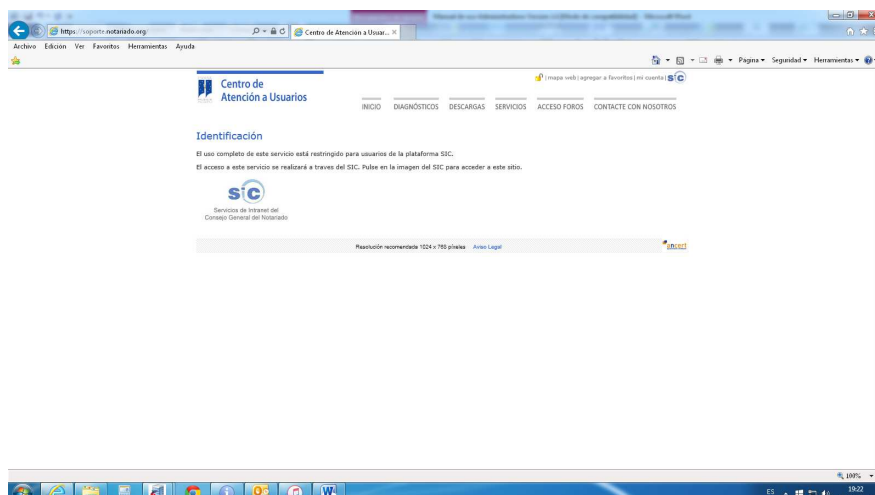 https://soporte.notariado.org
Centro de Atención a Usuar...
Archivo Edición Ver Favoritos Herramientas Ayuda
Página Seguridad Herramientas
Centro de
Atención a Usuarios
mapa web | agregar a favoritos | mi cuenta | SiC
INICIO DIAGNÓSTICOS DESCARGAS SERVICIOS ACCESO FOROS CONTACTE CON NOSOTROS
Identificación
El uso completo de este servicio está restringido para usuarios de la plataforma SIC.
El acceso a este servicio se realizará a traves del SIC. Pulse en la imagen del SIC para acceder a este sitio.
SiC
Servicios de Intranet del
Consejo General del Notariado
Resolución recomendada 1024 x 768 píxeles Aviso Legal
ancert
100%
ES
19:22